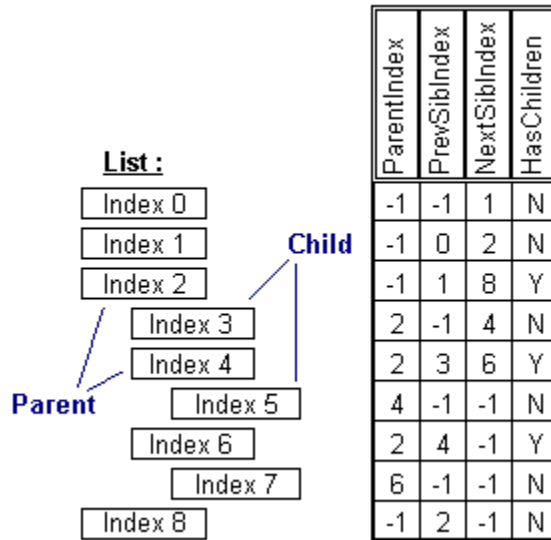 ParentIndex PrevSibIndex NextSibIndex HasChildren
List :
Index 0 -1 -1 1 N
Index 1 Child -1 0 2 N
Index 2 -1 1 8 Y
Index 3 2 -1 4 N
Index 4 2 3 6 Y
Parent Index 5 4 -1 -1 N
Index 6 2 4 -1 Y
Index 7 6 -1 -1 N
Index 8 -1 2 -1 N